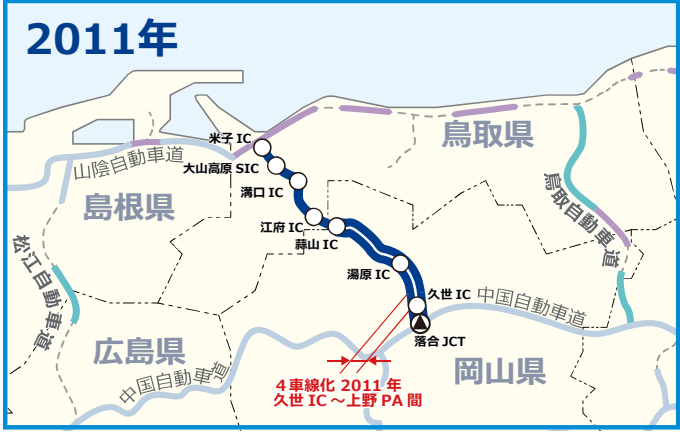 2011年
米子 IC
大山高原 SIC
溝口 IC
江府 IC
蒜山 IC
湯原 IC
久世 IC
落合 JCT
山陰自動車道
鳥取県
島根県
鳥取自動車道
松江自動車道
中国自動車道
広島県
中国自動車道
岡山県
4車線化 2011 年
久世 IC ～上野 PA 間